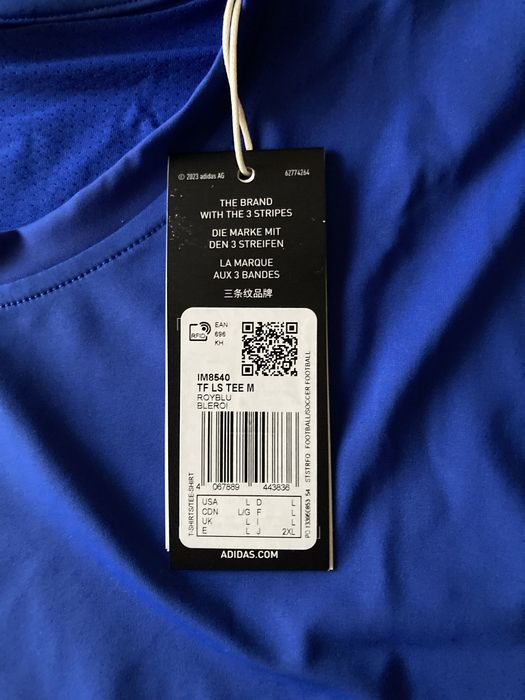 © 2023 adidas AG 62774264
THE BRAND
WITH THE 3 STRIPES
DIE MARKE MIT
DEN 3 STREIFEN
LA MARQUE
AUX 3 BANDES
三条纹品牌
RFID
EAN
696
KH
IM8540
TF LS TEE M
ROYBLU
BLEROI
4 067889 443836
USA L D L
CDN L/G F L
UK L I L
E L J 2XL
T-SHIRTS/TEE-SHIRT
STSTRFQ FOOTBALL/SOCCER FOOTBALL
ADIDAS.COM